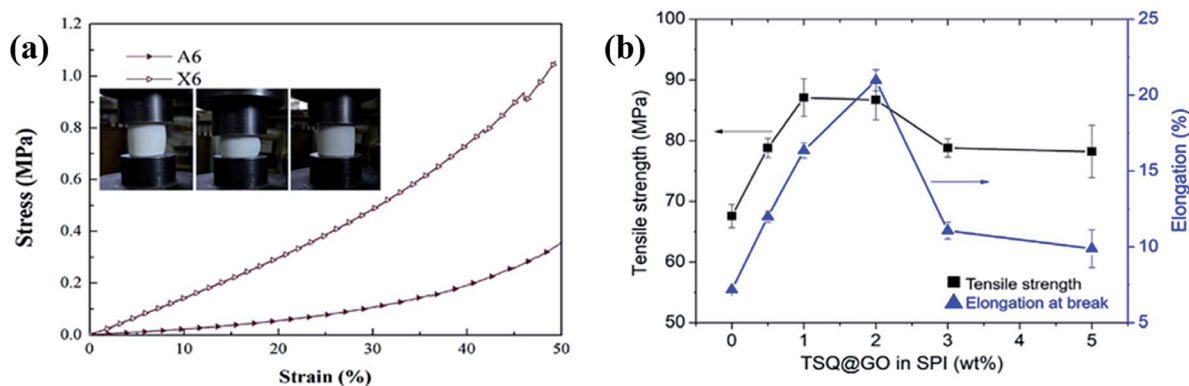 (a)
1.2
1.0
0.8
0.6
0.4
0.2
0.0
Stress (MPa)
A6
X6
0 10 20 30 40 50
Strain (%)
(b)
100
90
80
70
60
50
Tensile strength (MPa)
25
20
15
10
5
Elongation (%)
Tensile strength
Elongation at break
0 1 2 3 4 5
TSQ@GO in SPI (wt%)